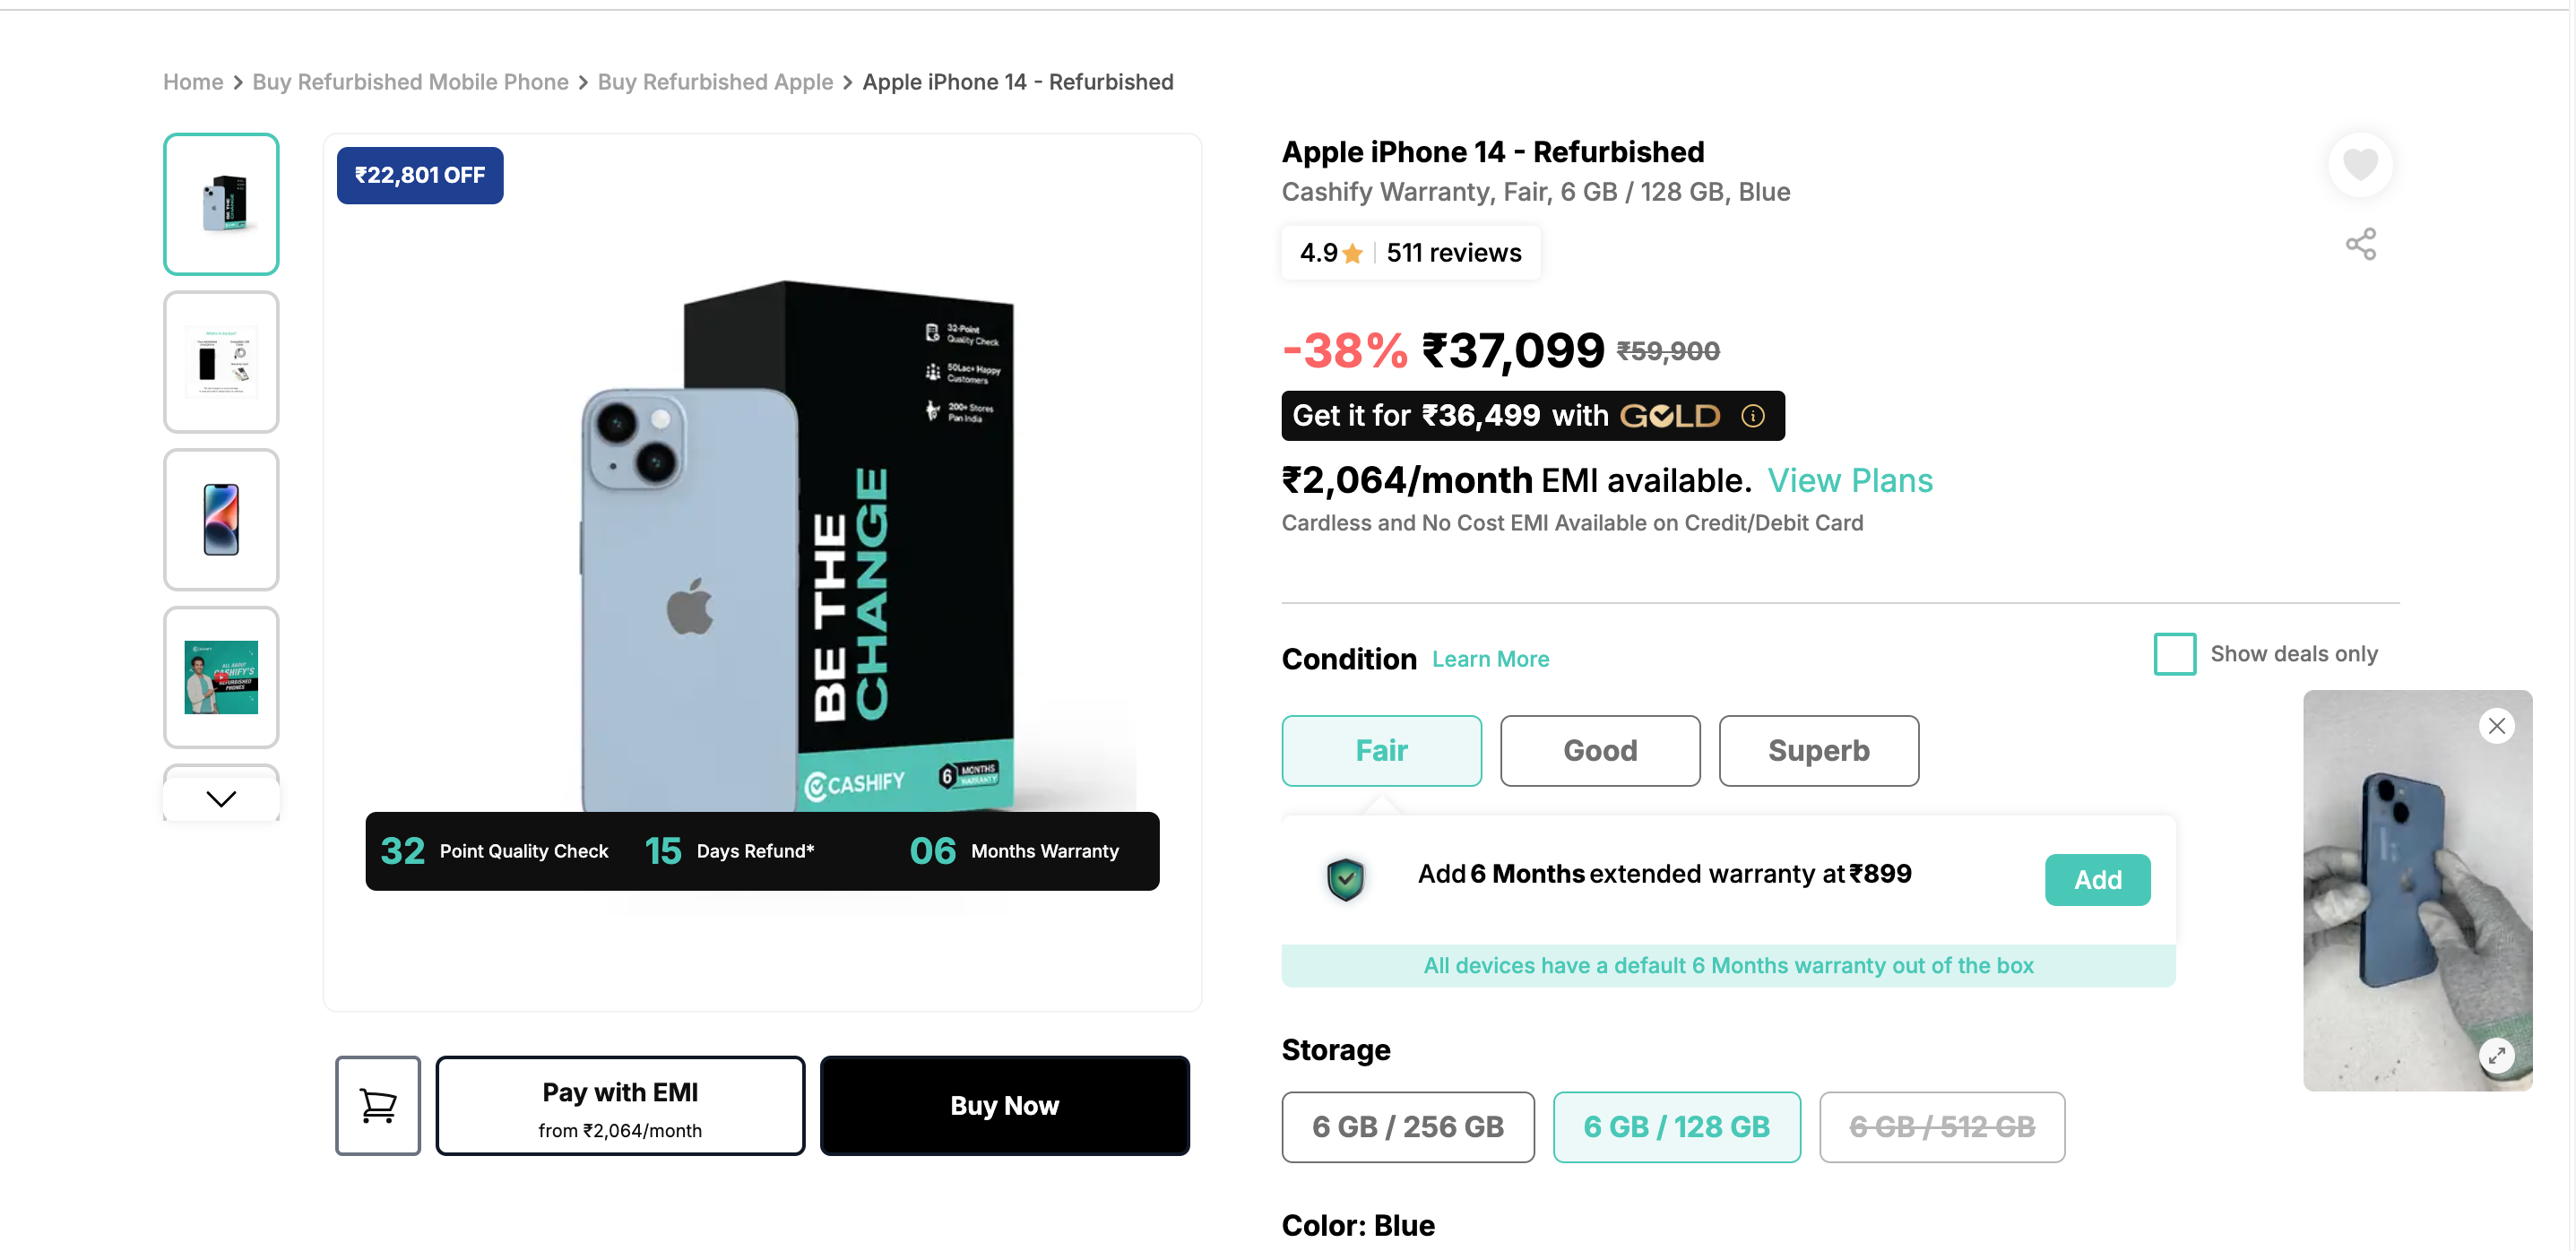 Home > Buy Refurbished Mobile Phone > Buy Refurbished Apple > Apple iPhone 14 - Refurbished
₹22,801 OFF
32-Point
Quality Check
50Lac+ Happy
Customers
200+ Stores
Pan India
BE THE
CHANGE
CASHIFY
6 MONTHS
WARRANTY
32 Point Quality Check 15 Days Refund* 06 Months Warranty
ALL ABOUT
CASHIFY'S
REFURBISHED
PHONES
Pay with EMI
from ₹2,064/month
Buy Now
Apple iPhone 14 - Refurbished
Cashify Warranty, Fair, 6 GB / 128 GB, Blue
4.9 ★ | 511 reviews
-38% ₹37,099 ₹59,900
Get it for ₹36,499 with GOLD
₹2,064/month EMI available. View Plans
Cardless and No Cost EMI Available on Credit/Debit Card
Condition Learn More
Show deals only
Fair Good Superb
Add 6 Months extended warranty at ₹899
Add
All devices have a default 6 Months warranty out of the box
Storage
6 GB / 256 GB 6 GB / 128 GB 6 GB / 512 GB
Color: Blue